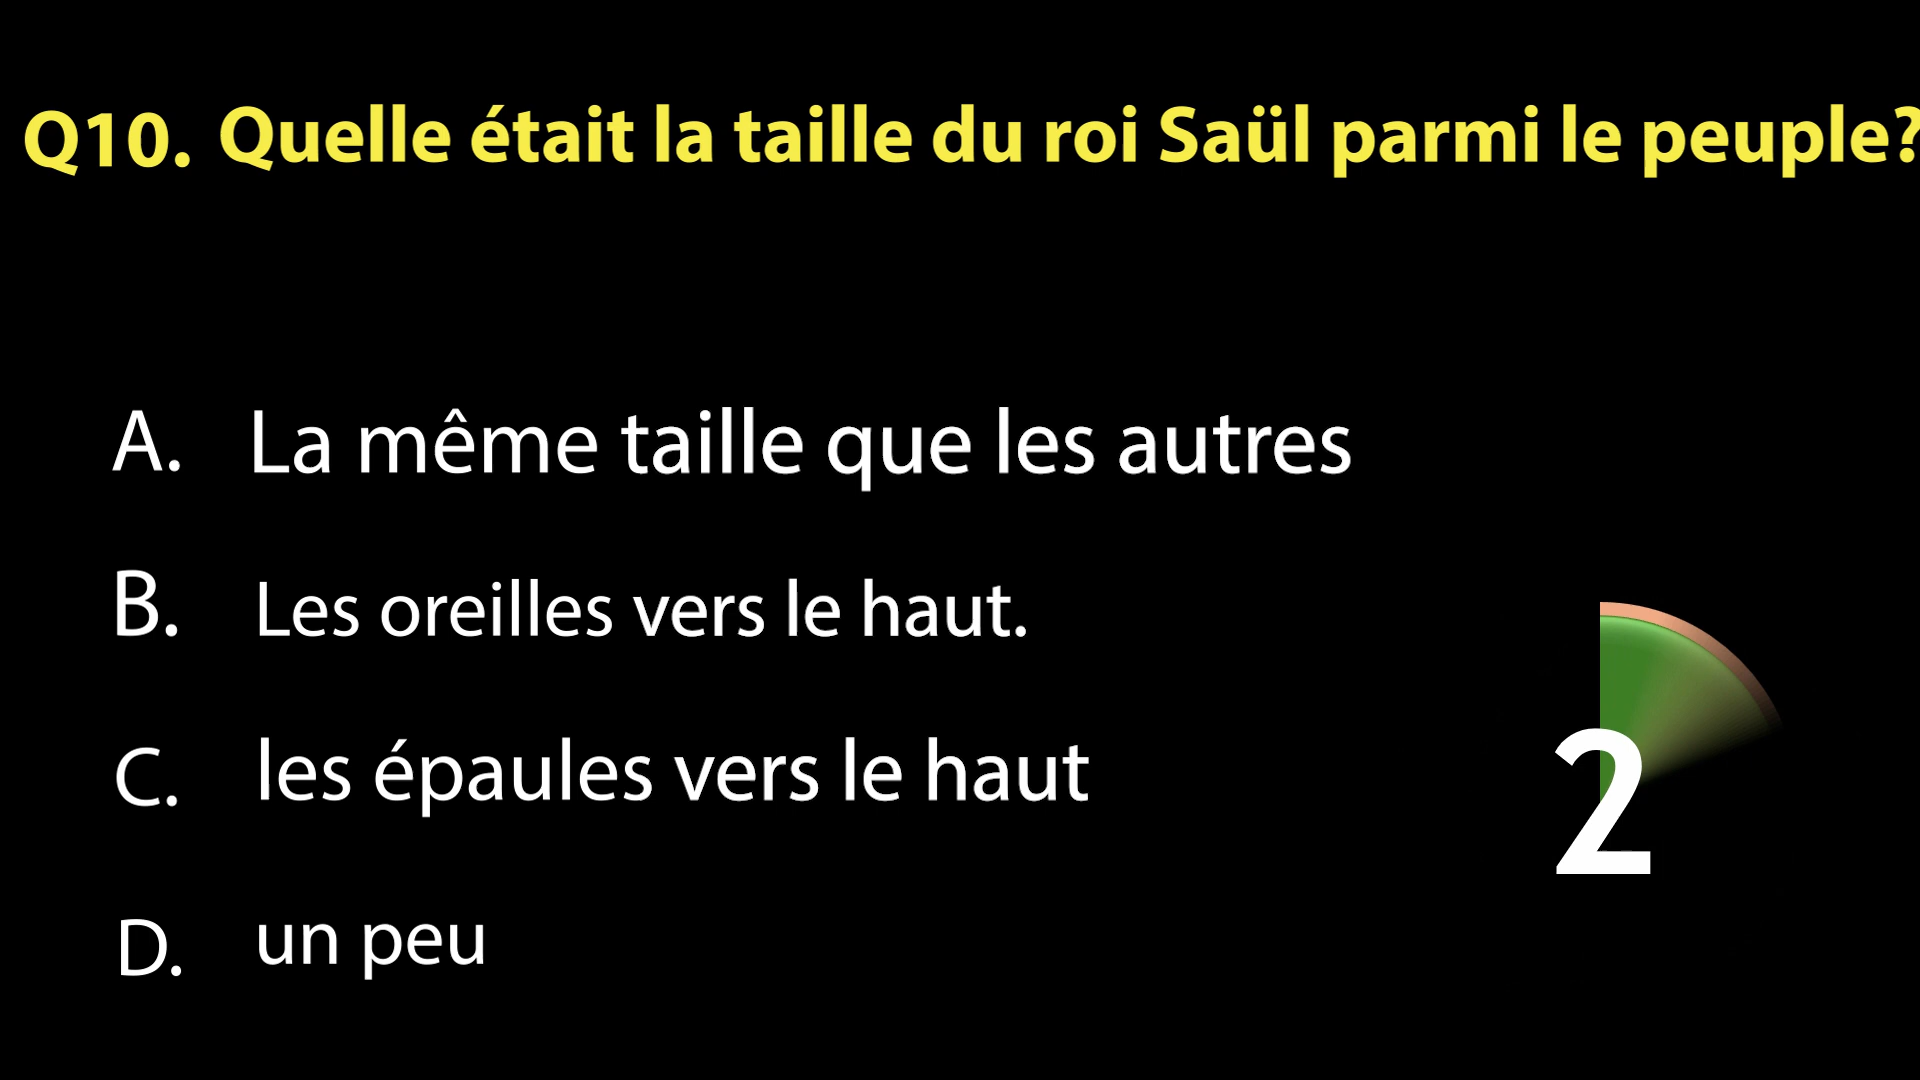 Q10. Quelle était la taille du roi Saül parmi le peuple?
A. La même taille que les autres
B. Les oreilles vers le haut.
C. les épaules vers le haut
2
D. un peu